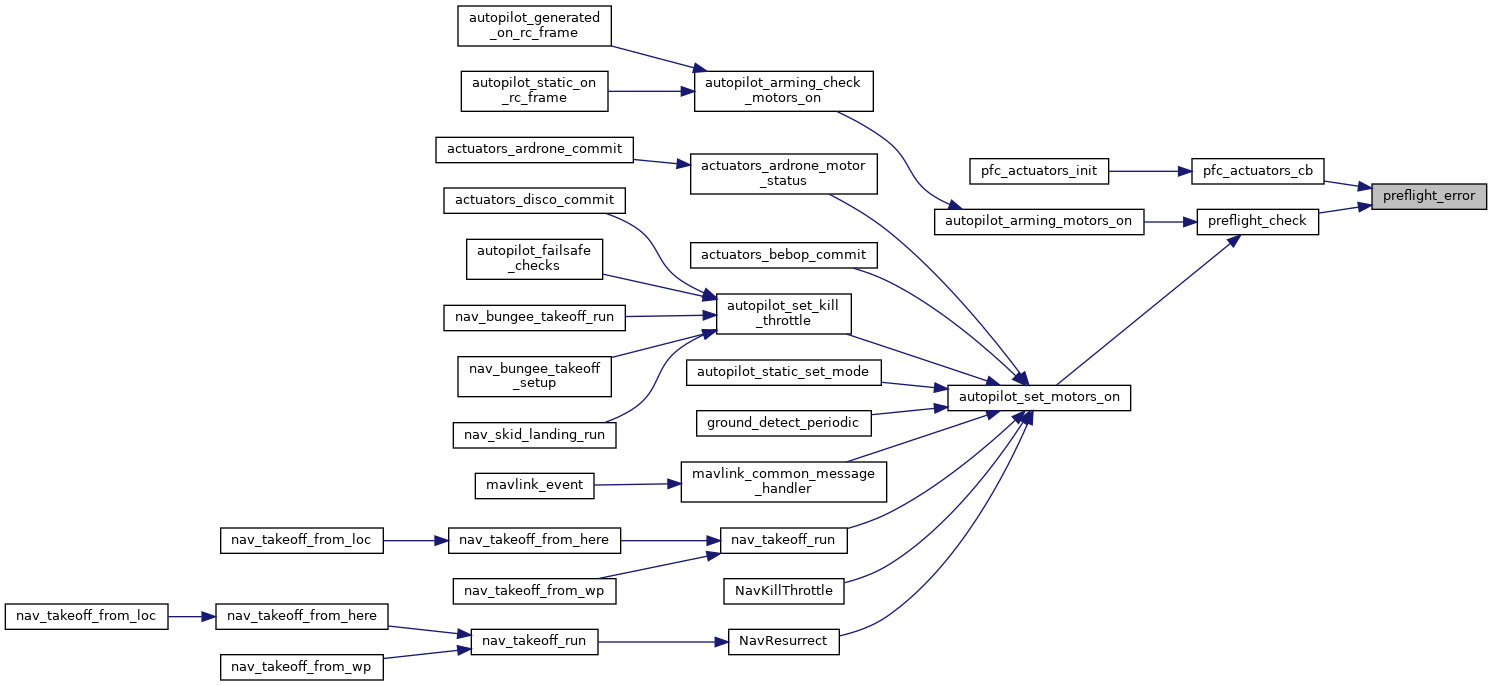 autopilot_generated
_on_rc_frame
autopilot_static_on
_rc_frame
autopilot_arming_check
_motors_on
actuators_ardrone_commit
actuators_ardrone_motor
_status
pfc_actuators_init
pfc_actuators_cb
preflight_error
actuators_disco_commit
autopilot_arming_motors_on
preflight_check
autopilot_failsafe
_checks
actuators_bebop_commit
nav_bungee_takeoff_run
autopilot_set_kill
_throttle
nav_bungee_takeoff
_setup
autopilot_static_set_mode
autopilot_set_motors_on
nav_skid_landing_run
ground_detect_periodic
mavlink_event
mavlink_common_message
_handler
nav_takeoff_from_loc
nav_takeoff_from_here
nav_takeoff_run
nav_takeoff_from_wp
NavKillThrottle
nav_takeoff_from_loc
nav_takeoff_from_here
nav_takeoff_run
NavResurrect
nav_takeoff_from_wp